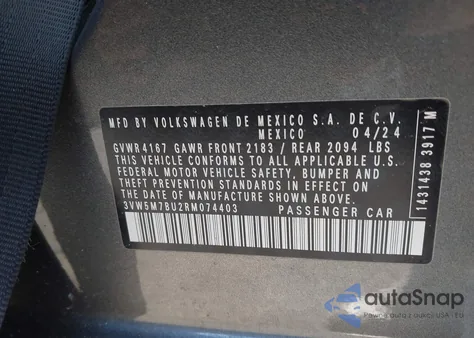 MFD BY VOLKSWAGEN DE MEXICO S.A. DE C.V.
MEXICO 04/24
GVWR 4167 GAWR FRONT 2183 / REAR 2094 LBS
THIS VEHICLE CONFORMS TO ALL APPLICABLE U.S.
FEDERAL MOTOR VEHICLE SAFETY, BUMPER AND
THEFT PREVENTION STANDARDS IN EFFECT ON
THE DATE OF MANUFACTURE SHOWN ABOVE.
3VW5M7BU2RM074403 PASSENGER CAR
1431438 3917 M
autoSnap
Ltd